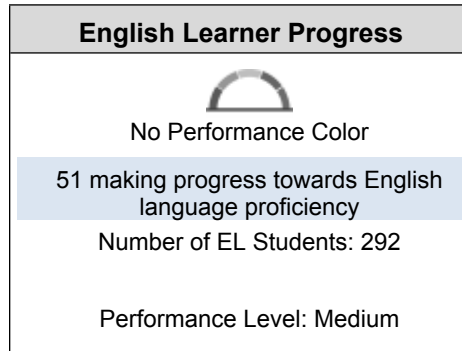 English Learner Progress
No Performance Color
51 making progress towards English
language proficiency
Number of EL Students: 292
Performance Level: Medium